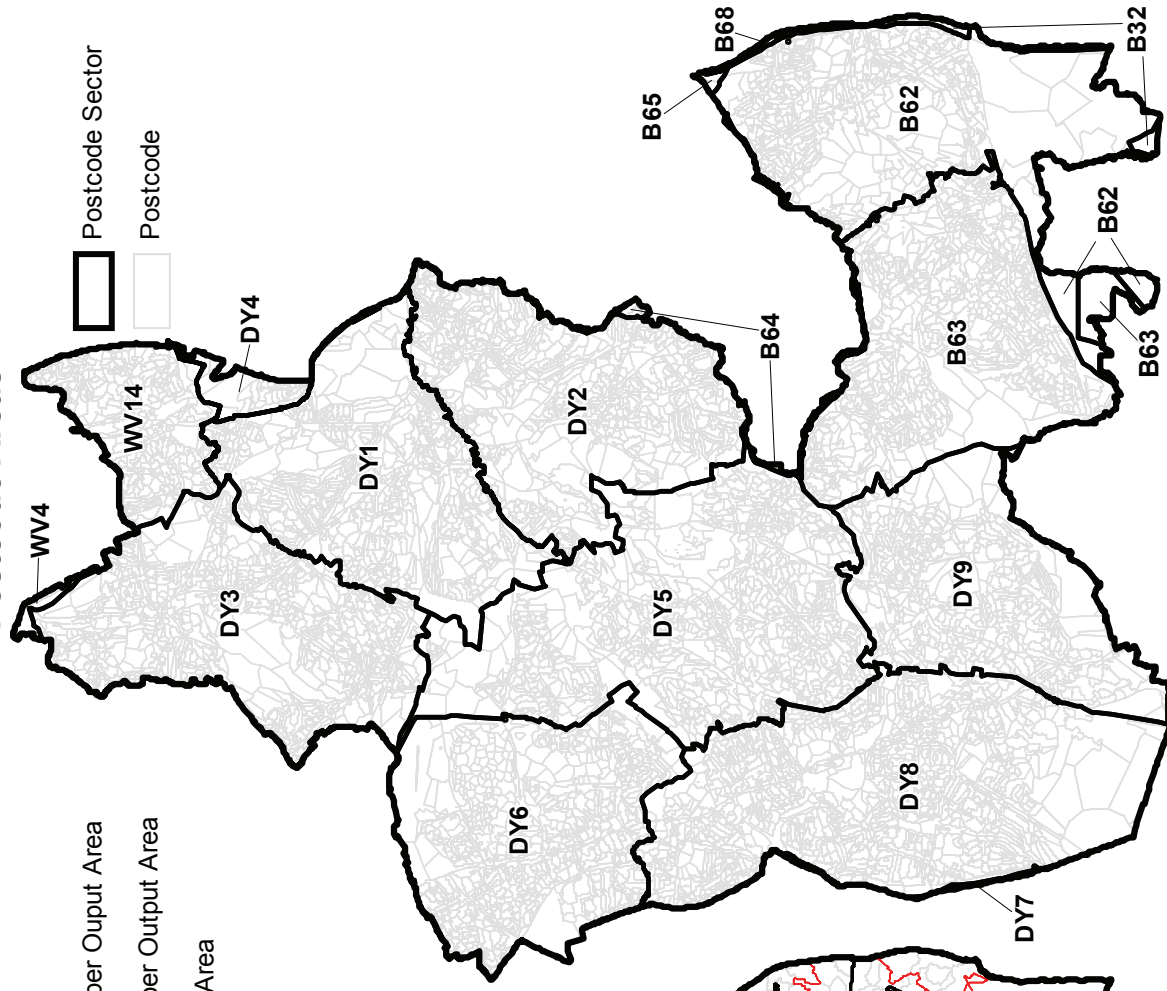 Postcode Sector
Postcode
per Ouput Area
per Output Area
Area
WV4
WV14
DY4
DY3
DY1
DY2
B64
DY6
DY5
DY8
DY9
DY7
B65
B68
B62
B32
B63
B62
B63